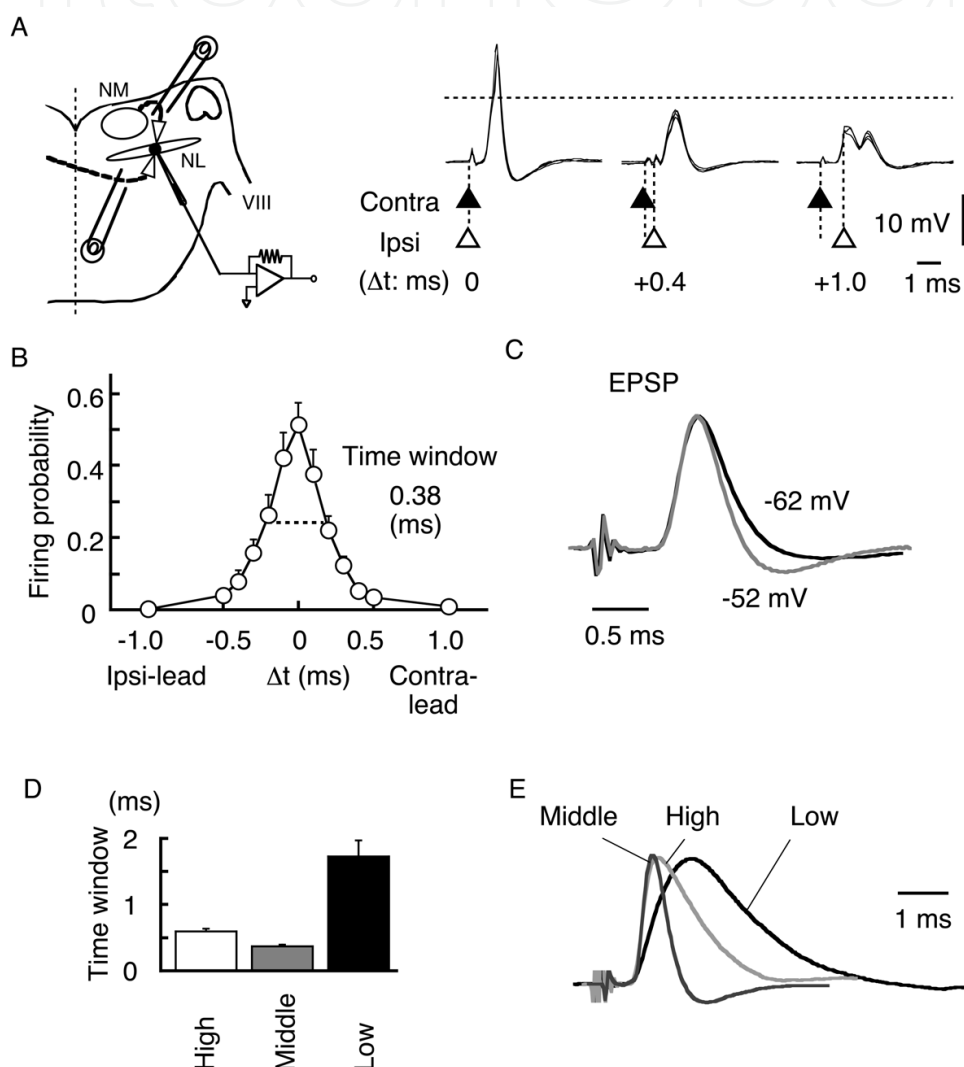 A
NM
NL
VIII
Contra
Ipsi
(Δt: ms) 0 +0.4 +1.0
10 mV
1 ms
B
Firing probability
0.6
0.4
0.2
0
Time window
0.38
(ms)
-1.0 -0.5 0 0.5 1.0
Ipsi-lead Δt (ms) Contra-
lead
C
EPSP
-62 mV
-52 mV
0.5 ms
D
(ms)
Time window
2
1
0
High
Middle
Low
E
Middle High Low
1 ms